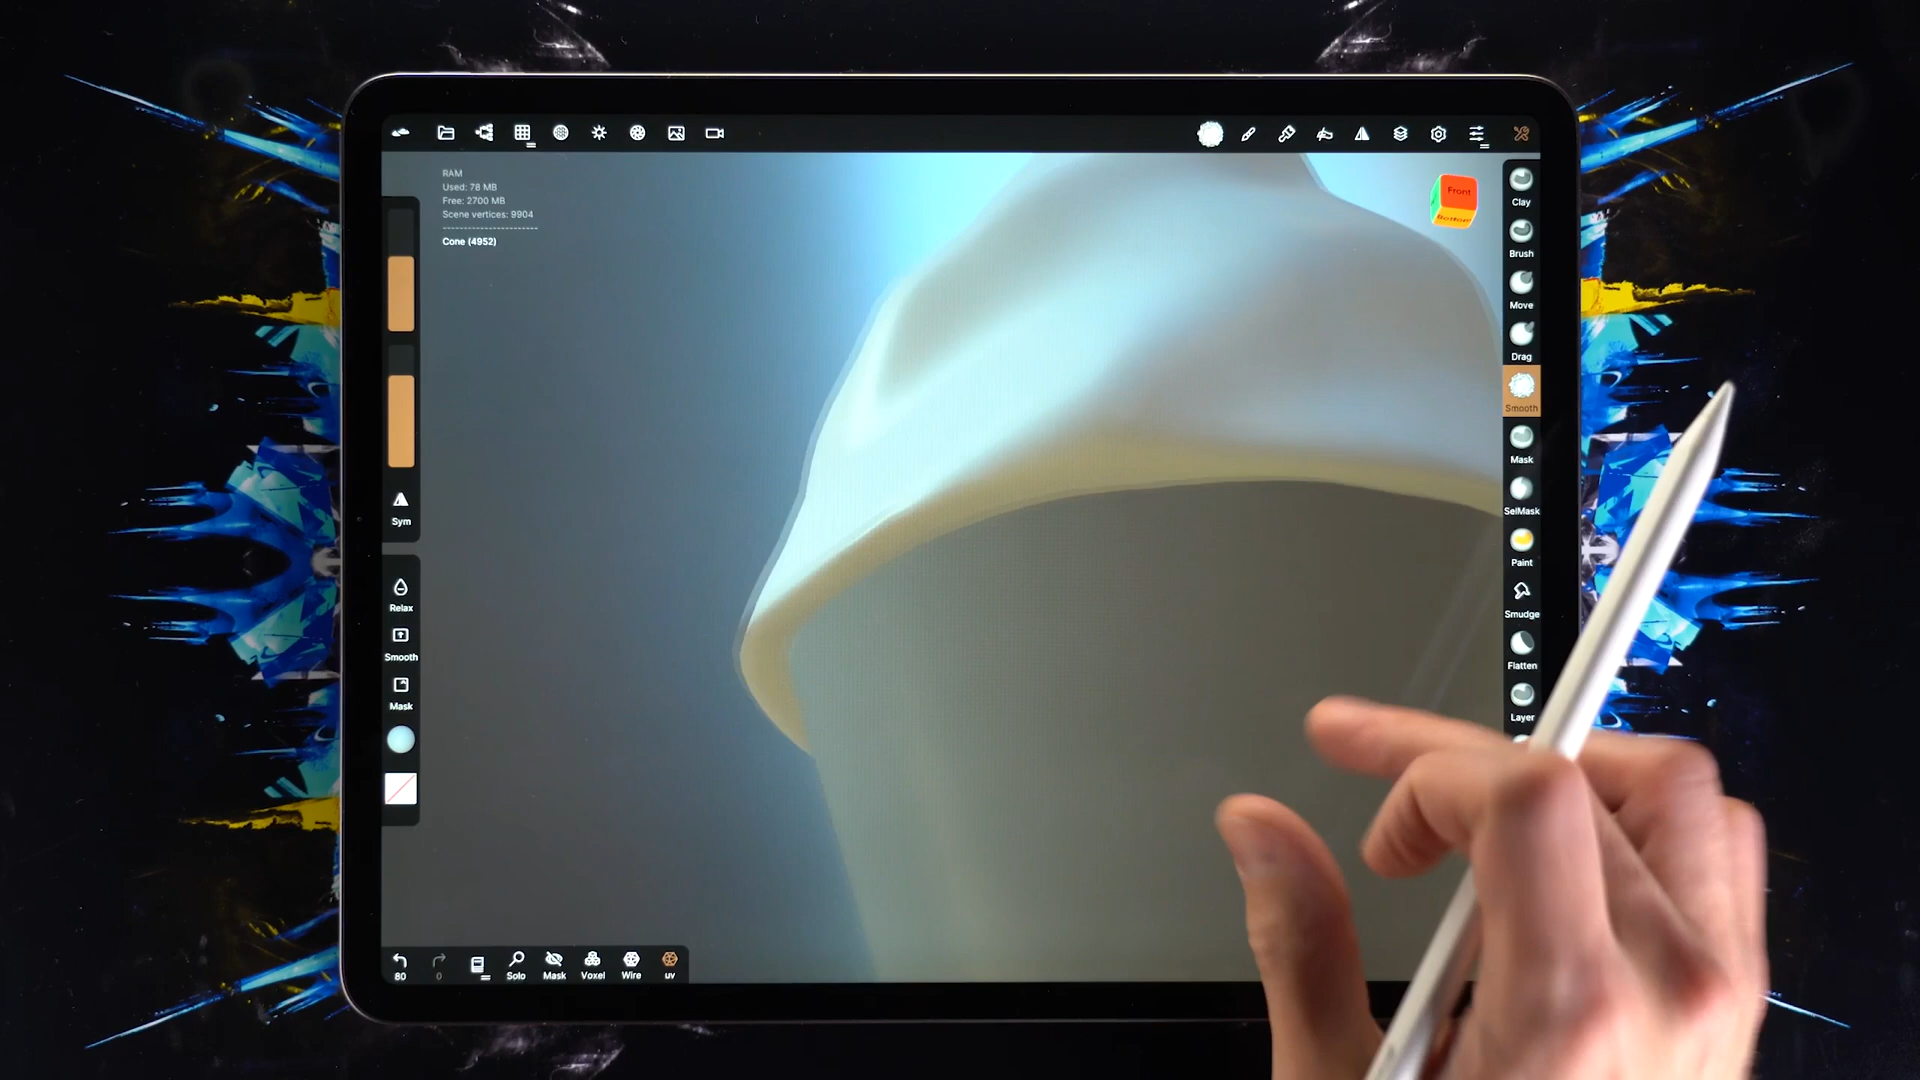 RAM
Used: 78 MB
Free: 2700 MB
Scene vertices: 9904
Cone (4952)
Front
Bottom
Sym
Relax
Smooth
Mask
80
0
Solo
Mask
Voxel
Wire
uv
Clay
Brush
Move
Drag
Smooth
Mask
SelMask
Paint
Smudge
Flatten
Layer